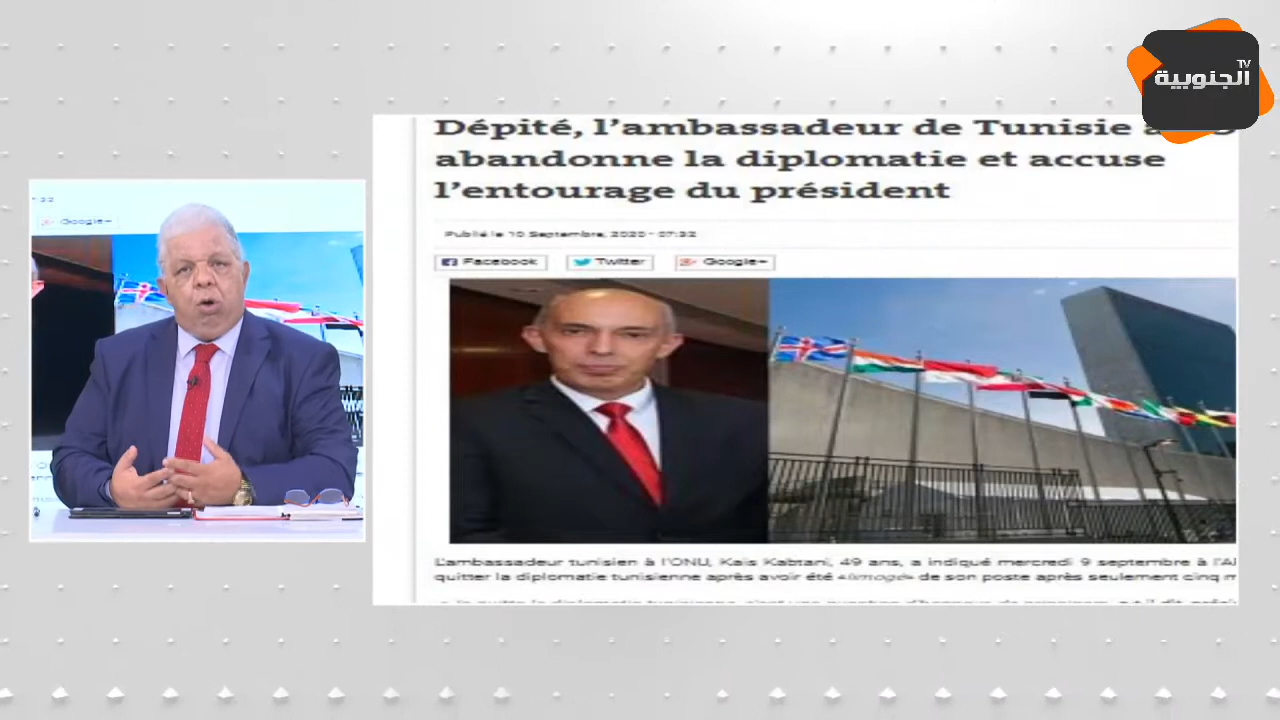 TV
الجنوبية
Dépité, l'ambassadeur de Tunisie
abandonne la diplomatie et accuse
l'entourage du président
Publié le 10 Septembre, 2020 - 07:32
Facebook Twitter Google+
Google+
L'ambassadeur tunisien à l'ONU, Kais Kabtani, 49 ans, a indiqué mercredi 9 septembre à l'A
quitter la diplomatie tunisienne après avoir été «limogé» de son poste après seulement cinq m